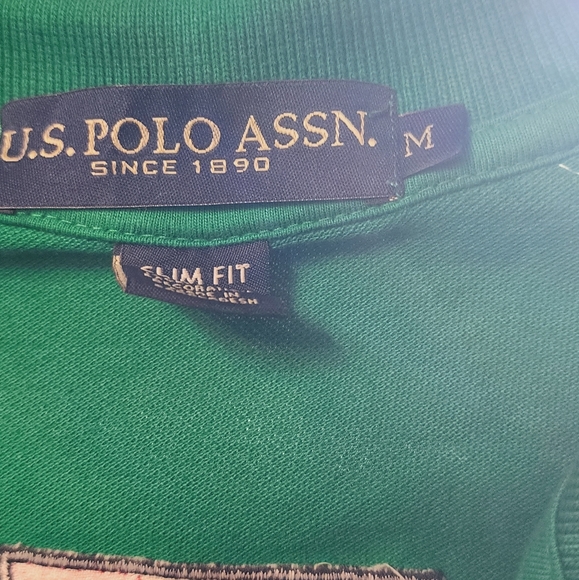 U.S. POLO ASSN.
SINCE 1890
M
SLIM FIT